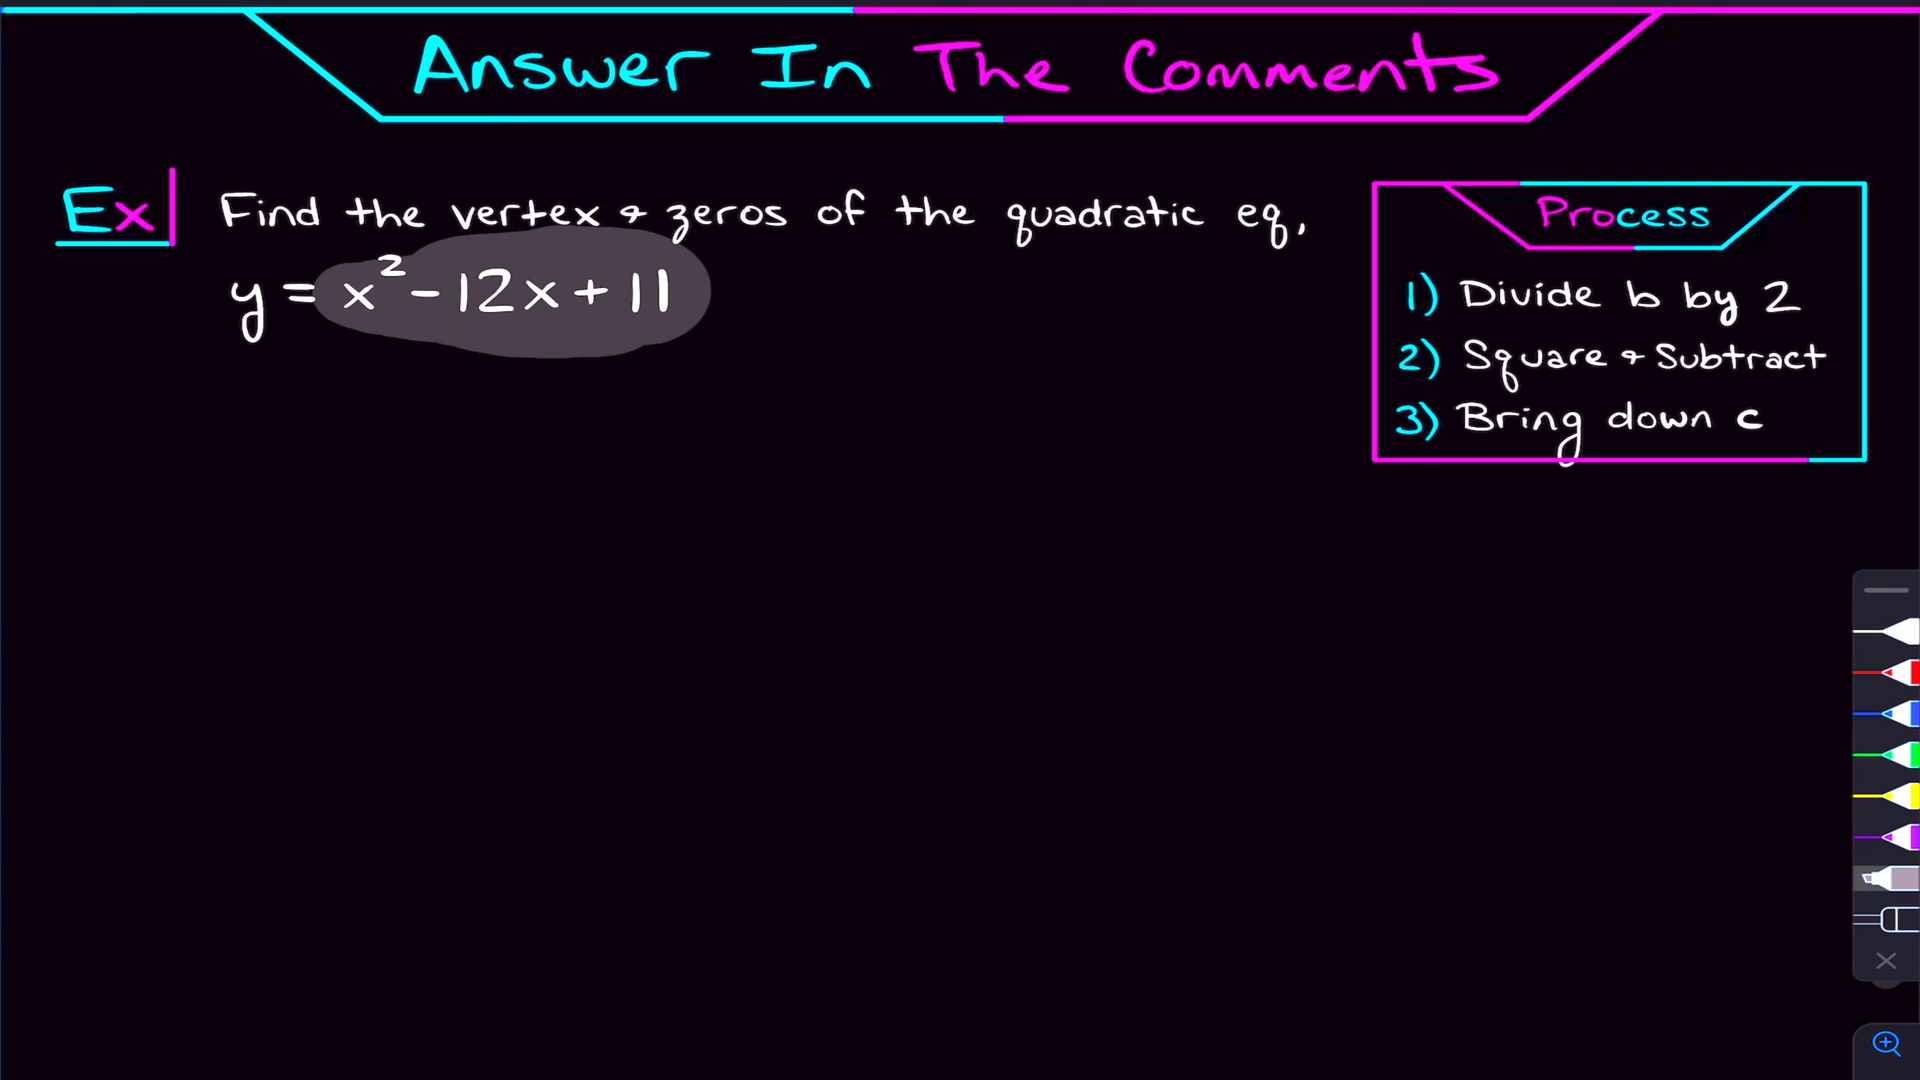 Answer In The Comments
Ex Find the vertex & zeros of the quadratic eq.
y = x² - 12x + 11
Process
1) Divide b by 2
2) Square & Subtract
3) Bring down c